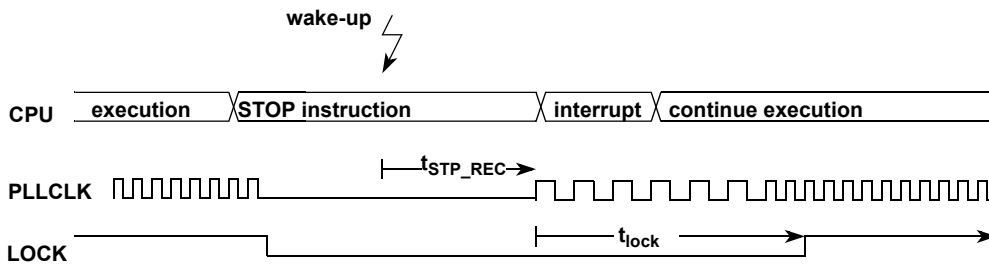 wake-up
CPU execution STOP instruction interrupt continue execution
tSTP_REC
PLLCLK
tlock
LOCK